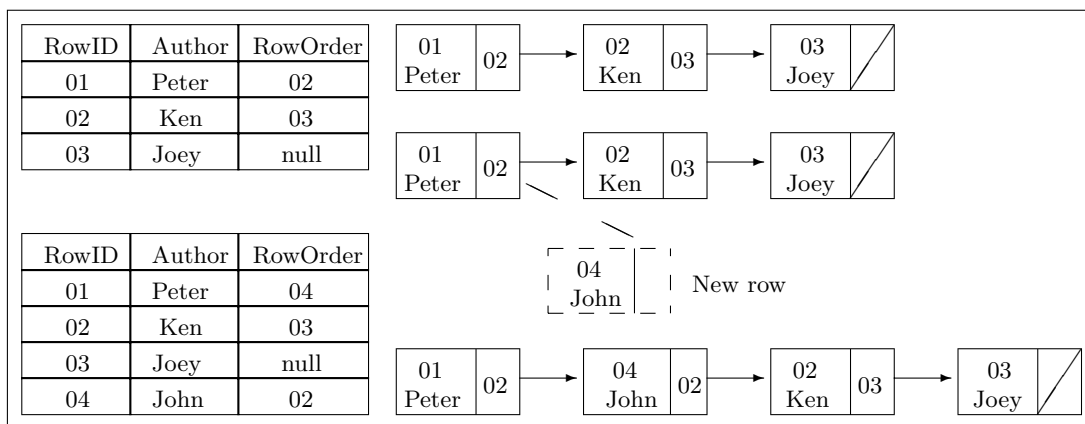 RowID Author RowOrder
01 Peter 02
02 Ken 03
03 Joey null
01 02 03
Peter 02 Ken 03 Joey
01 02 03
Peter 02 Ken 03 Joey
04
John
New row
RowID Author RowOrder
01 Peter 04
02 Ken 03
03 Joey null
04 John 02
01 04 02 03
Peter 02 John 02 Ken 03 Joey